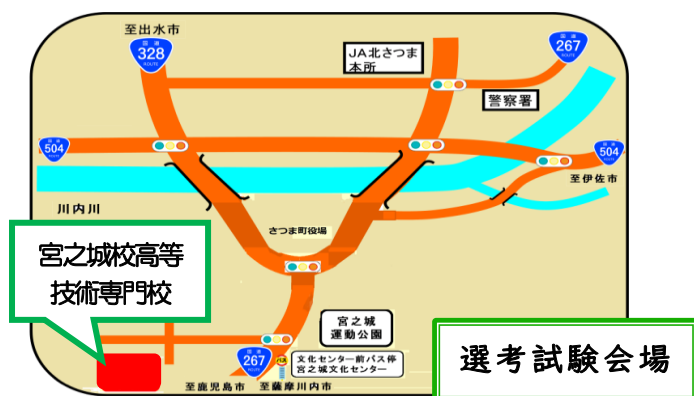 至出水市
国道
328
ROUTE
JA北さつま
本所
国道
267
ROUTE
警察署
国道
504
ROUTE
国道
504
ROUTE
至伊佐市
川内川
さつま町役場
宮之城校高等
技術専門校
宮之城
運動公園
国道
267
ROUTE
文化センター前バス停
宮之城文化センター
至鹿児島市
至薩摩川内市
選考試験会場